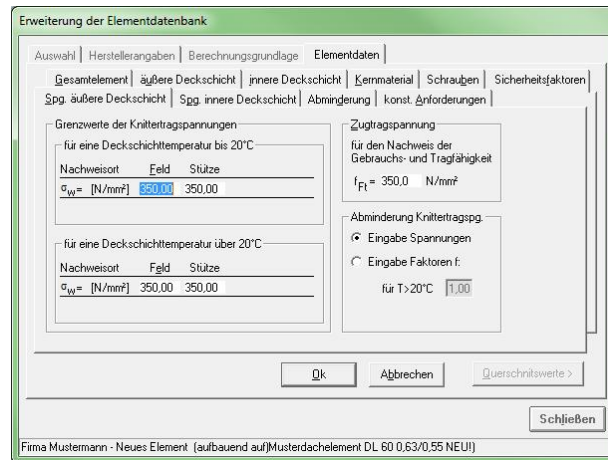 Erweiterung der Elementdatenbank
Auswahl Herstellerangaben Berechnungsgrundlage Elementdaten
Gesamtelement äußere Deckschicht innere Deckschicht Kernmaterial Schrauben Sicherheitsfaktoren
Spg. äußere Deckschicht Spg. innere Deckschicht Abminderung konst. Anforderungen
Grenzwerte der Knittertragspannungen
für eine Deckschichttemperatur bis 20°C
Nachweisort Feld Stütze
σw= [N/mm²] 350,00 350,00
für eine Deckschichttemperatur über 20°C
Nachweisort Feld Stütze
σw= [N/mm²] 350,00 350,00
Zugtragspannung
für den Nachweis der
Gebrauchs- und Tragfähigkeit
fFt = 350,0 N/mm²
Abminderung Knittertragspg.
Eingabe Spannungen
Eingabe Faktoren f:
für T>20°C 1,00
Ok Abbrechen Querschnitswerte >
Schließen
Firma Mustermann - Neues Element (aufbauend auf)Musterdachelement DL 60 0,63/0,55 NEU!)